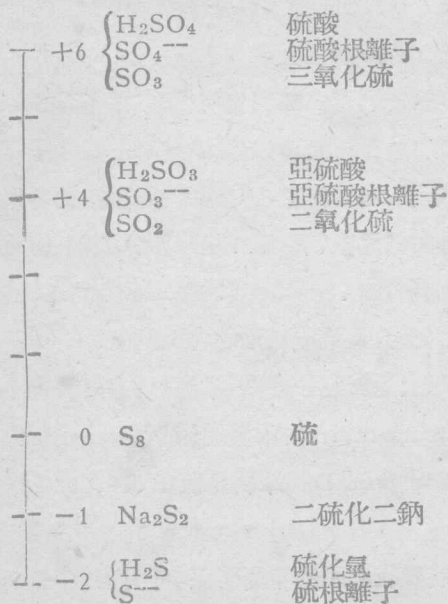 H₂SO₄ 硫酸
+6 SO₄⁻⁻ 硫酸根離子
SO₃ 三氧化硫
H₂SO₃ 亞硫酸
+4 SO₃⁻⁻ 亞硫酸根離子
SO₂ 二氧化硫
0 S₈ 硫
−1 Na₂S₂ 二硫化二鈉
H₂S 硫化氫
−2 S⁻⁻ 硫根離子